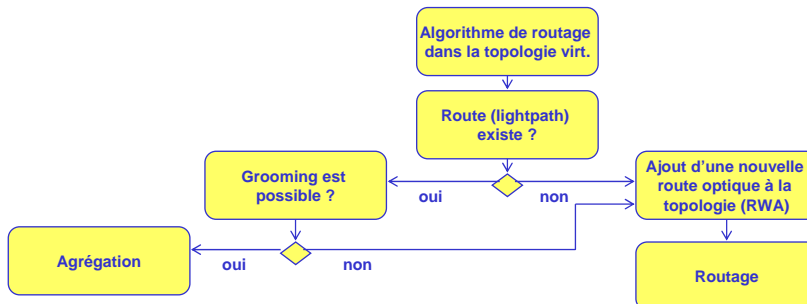 Algorithme de routage
dans la topologie virt.
Route (lightpath)
existe ?
Grooming est
possible ?
oui
non
Ajout d'une nouvelle
route optique à la
topologie (RWA)
Agrégation
oui
non
Routage